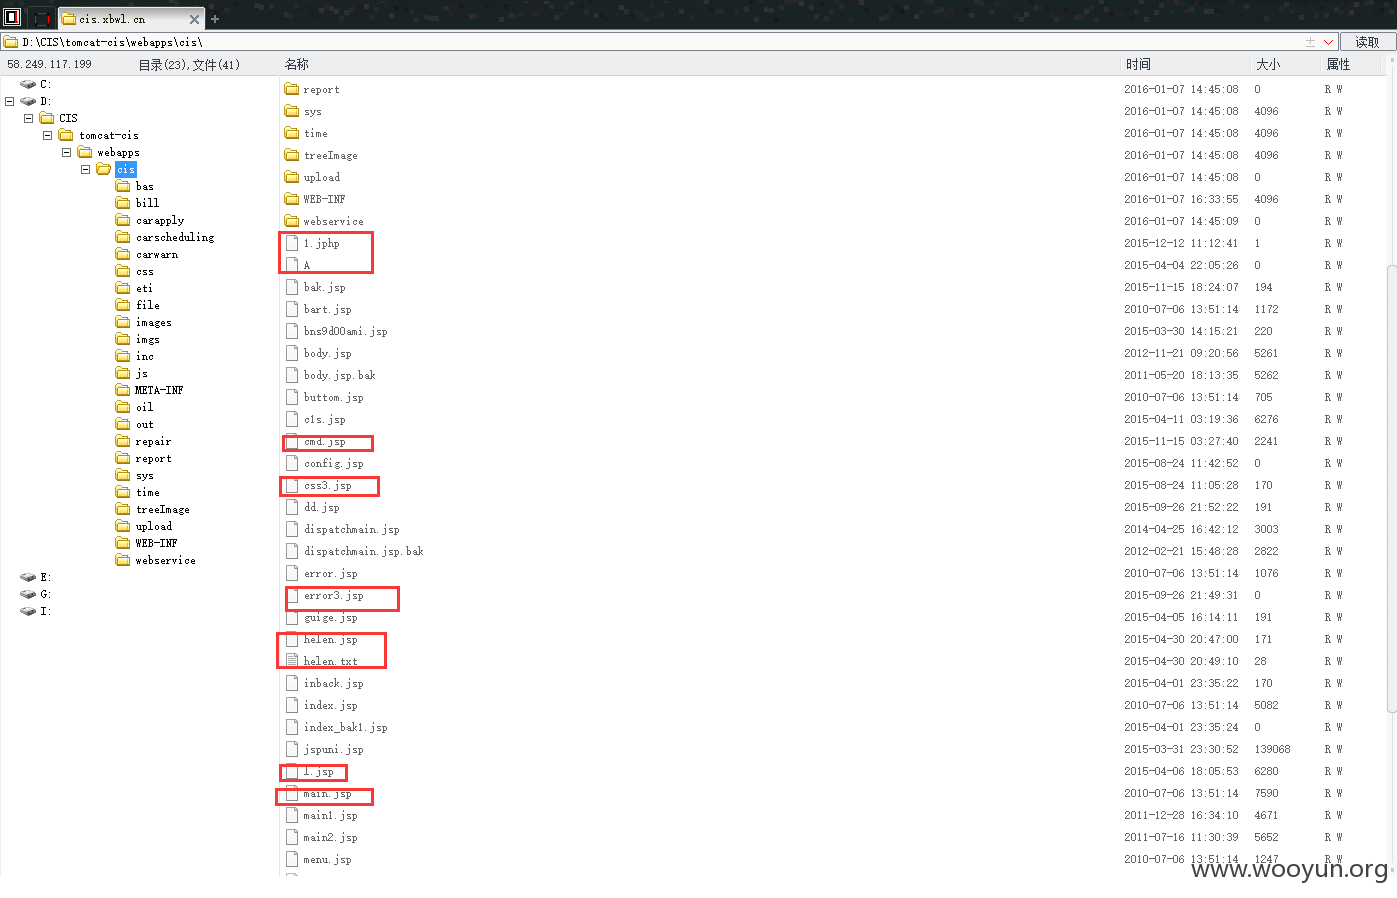 cis.xbwl.cn
D:\CIS\tomcat-cis\webapps\cis\
读取
58.249.117.199 目录(23),文件(41)
名称 时间 大小 属性
C:
D:
CIS
tomcat-cis
webapps
cis
bas
bill
carapply
carscheduling
carwarn
css
eti
file
images
imgs
inc
js
META-INF
oil
out
repair
report
sys
time
treeImage
upload
WEB-INF
webservice
E:
G:
I:
report 2016-01-07 14:45:08 0 R W
sys 2016-01-07 14:45:08 4096 R W
time 2016-01-07 14:45:08 4096 R W
treeImage 2016-01-07 14:45:08 4096 R W
upload 2016-01-07 14:45:08 0 R W
WEB-INF 2016-01-07 16:33:55 4096 R W
webservice 2016-01-07 14:45:09 0 R W
1.jphp 2015-12-12 11:12:41 1 R W
A 2015-04-04 22:05:26 0 R W
bak.jsp 2015-11-15 18:24:07 194 R W
bart.jsp 2010-07-06 13:51:14 1172 R W
bns9d00ami.jsp 2015-03-30 14:15:21 220 R W
body.jsp 2012-11-21 09:20:56 5261 R W
body.jsp.bak 2011-05-20 18:13:35 5262 R W
buttom.jsp 2010-07-06 13:51:14 705 R W
c1s.jsp 2015-04-11 03:19:36 6276 R W
cmd.jsp 2015-11-15 03:27:40 2241 R W
config.jsp 2015-08-24 11:42:52 0 R W
css3.jsp 2015-08-24 11:05:28 170 R W
dd.jsp 2015-09-26 21:52:22 191 R W
dispatchmain.jsp 2014-04-25 16:42:12 3003 R W
dispatchmain.jsp.bak 2012-02-21 15:48:28 2822 R W
error.jsp 2010-07-06 13:51:14 1076 R W
error3.jsp 2015-09-26 21:49:31 0 R W
guige.jsp 2015-04-05 16:14:11 191 R W
helen.jsp 2015-04-30 20:47:00 171 R W
helen.txt 2015-04-30 20:49:10 28 R W
inback.jsp 2015-04-01 23:35:22 170 R W
index.jsp 2010-07-06 13:51:14 5082 R W
index_bak1.jsp 2015-04-01 23:35:24 0 R W
jspuni.jsp 2015-03-31 23:30:52 139068 R W
l.jsp 2015-04-06 18:05:53 6280 R W
main.jsp 2010-07-06 13:51:14 7590 R W
main1.jsp 2011-12-28 16:34:10 4671 R W
main2.jsp 2011-07-16 11:30:39 5652 R W
menu.jsp 2010-07-06 13:51:14 1247 R W
www.wooyun.org